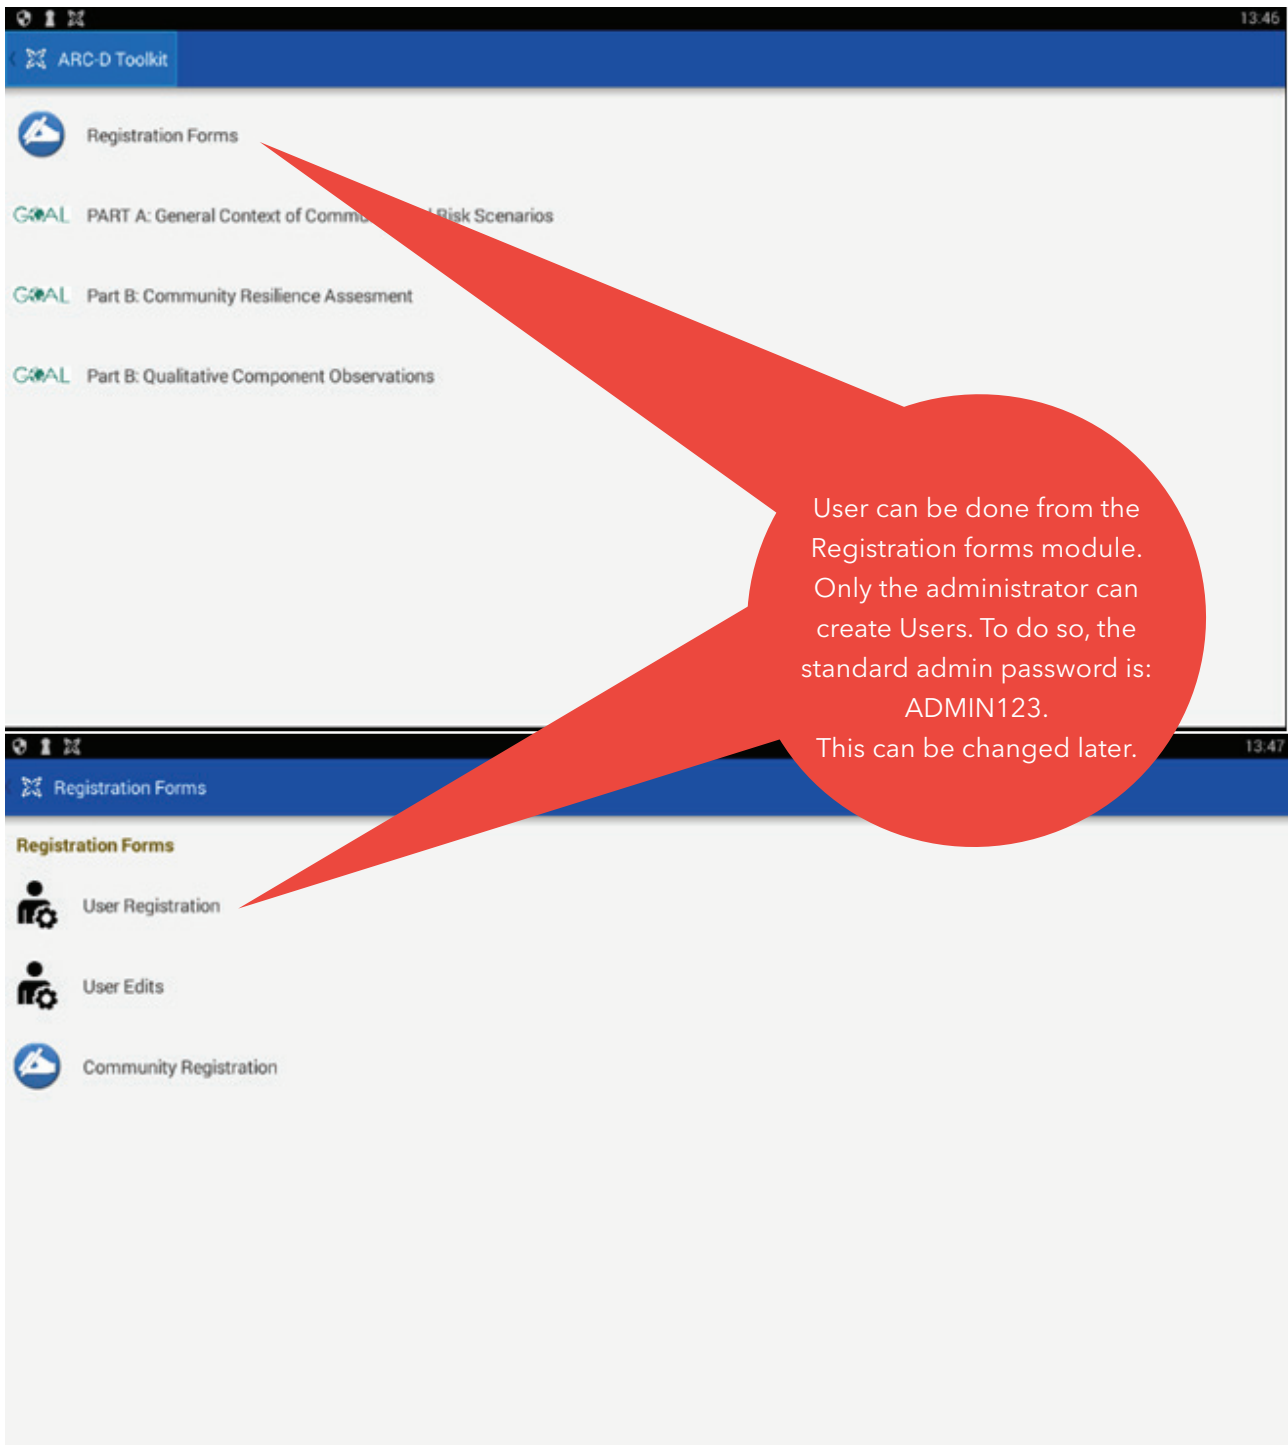 13:46
ARC-D Toolkit
Registration Forms
GOAL PART A: General Context of Risk Scenarios
GOAL Part B: Community Resilience Assesment
GOAL Part B: Qualitative Component Observations
User can be done from the
Registration forms module.
Only the administrator can
create Users. To do so, the
standard admin password is:
ADMIN123.
This can be changed later.
13:47
Registration Forms
Registration Forms
User Registration
User Edits
Community Registration